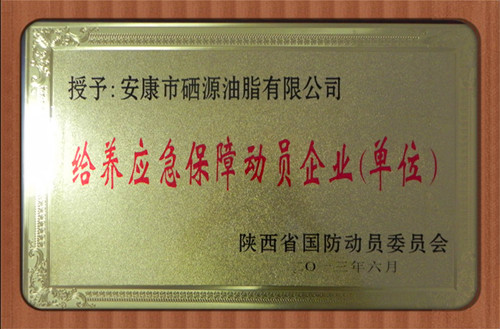 授予:安康市硒源油脂有限公司
给养应急保障动员企业(单位)
陕西省国防动员委员会
二〇一三年六月